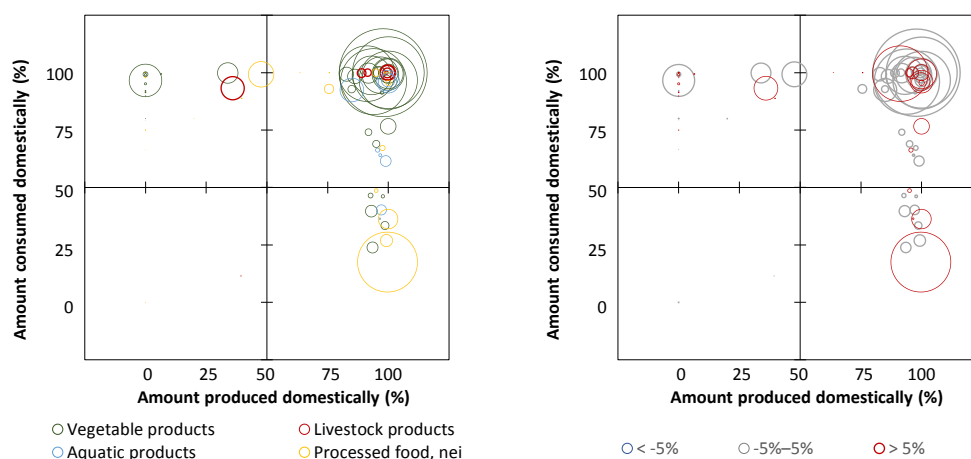 Amount consumed domestically (%)
100
75
50
25
0
0
25
50
75
100
Amount produced domestically (%)
Vegetable products
Livestock products
Aquatic products
Processed food, nei
Amount consumed domestically (%)
100
75
50
25
0
0
25
50
75
100
Amount produced domestically (%)
< -5%
-5%–5%
> 5%